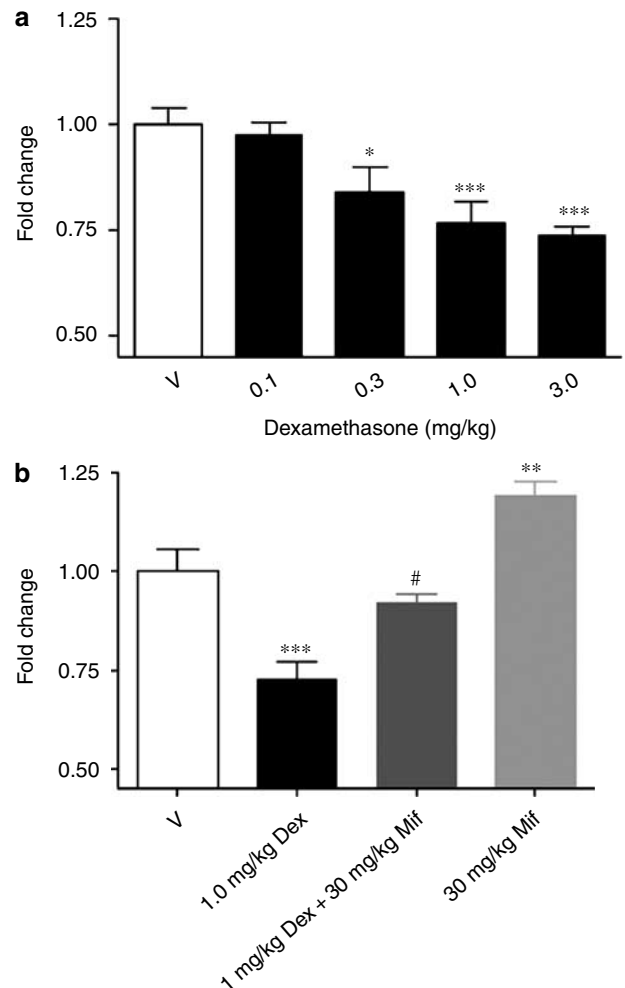 a
1.25
1.00
0.75
0.50
Fold change
*
***
***
V
0.1
0.3
1.0
3.0
Dexamethasone (mg/kg)
b
1.25
1.00
0.75
0.50
Fold change
***
#
**
V
1.0 mg/kg Dex
1 mg/kg Dex + 30 mg/kg Mif
30 mg/kg Mif